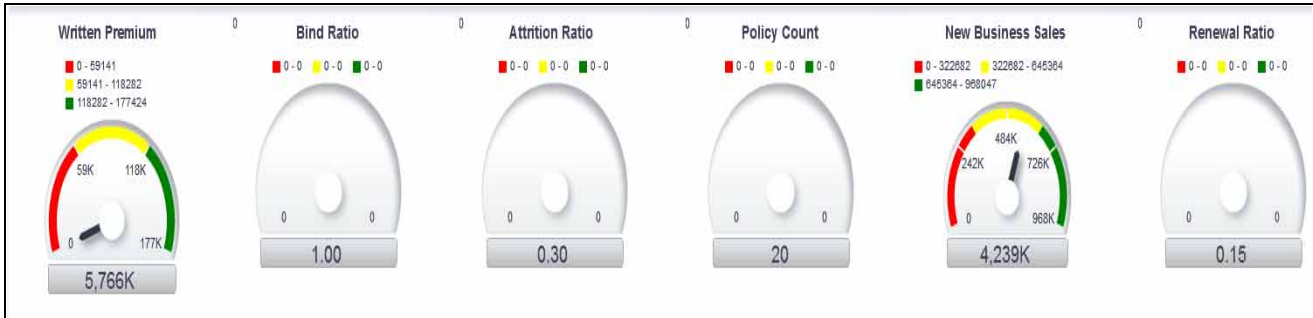 Written Premium
0 - 59141
59141 - 118282
118282 - 177424
59K 118K
0 177K
5,766K
0
Bind Ratio
0 - 0 0 - 0 0 - 0
0 0
1.00
0
Attrition Ratio
0 - 0 0 - 0 0 - 0
0 0
0.30
0
Policy Count
0 - 0 0 - 0 0 - 0
0 0
20
New Business Sales
0 - 322682 322682 - 645364
645364 - 968047
484K
242K 726K
0 968K
4,239K
0
Renewal Ratio
0 - 0 0 - 0 0 - 0
0 0
0.15